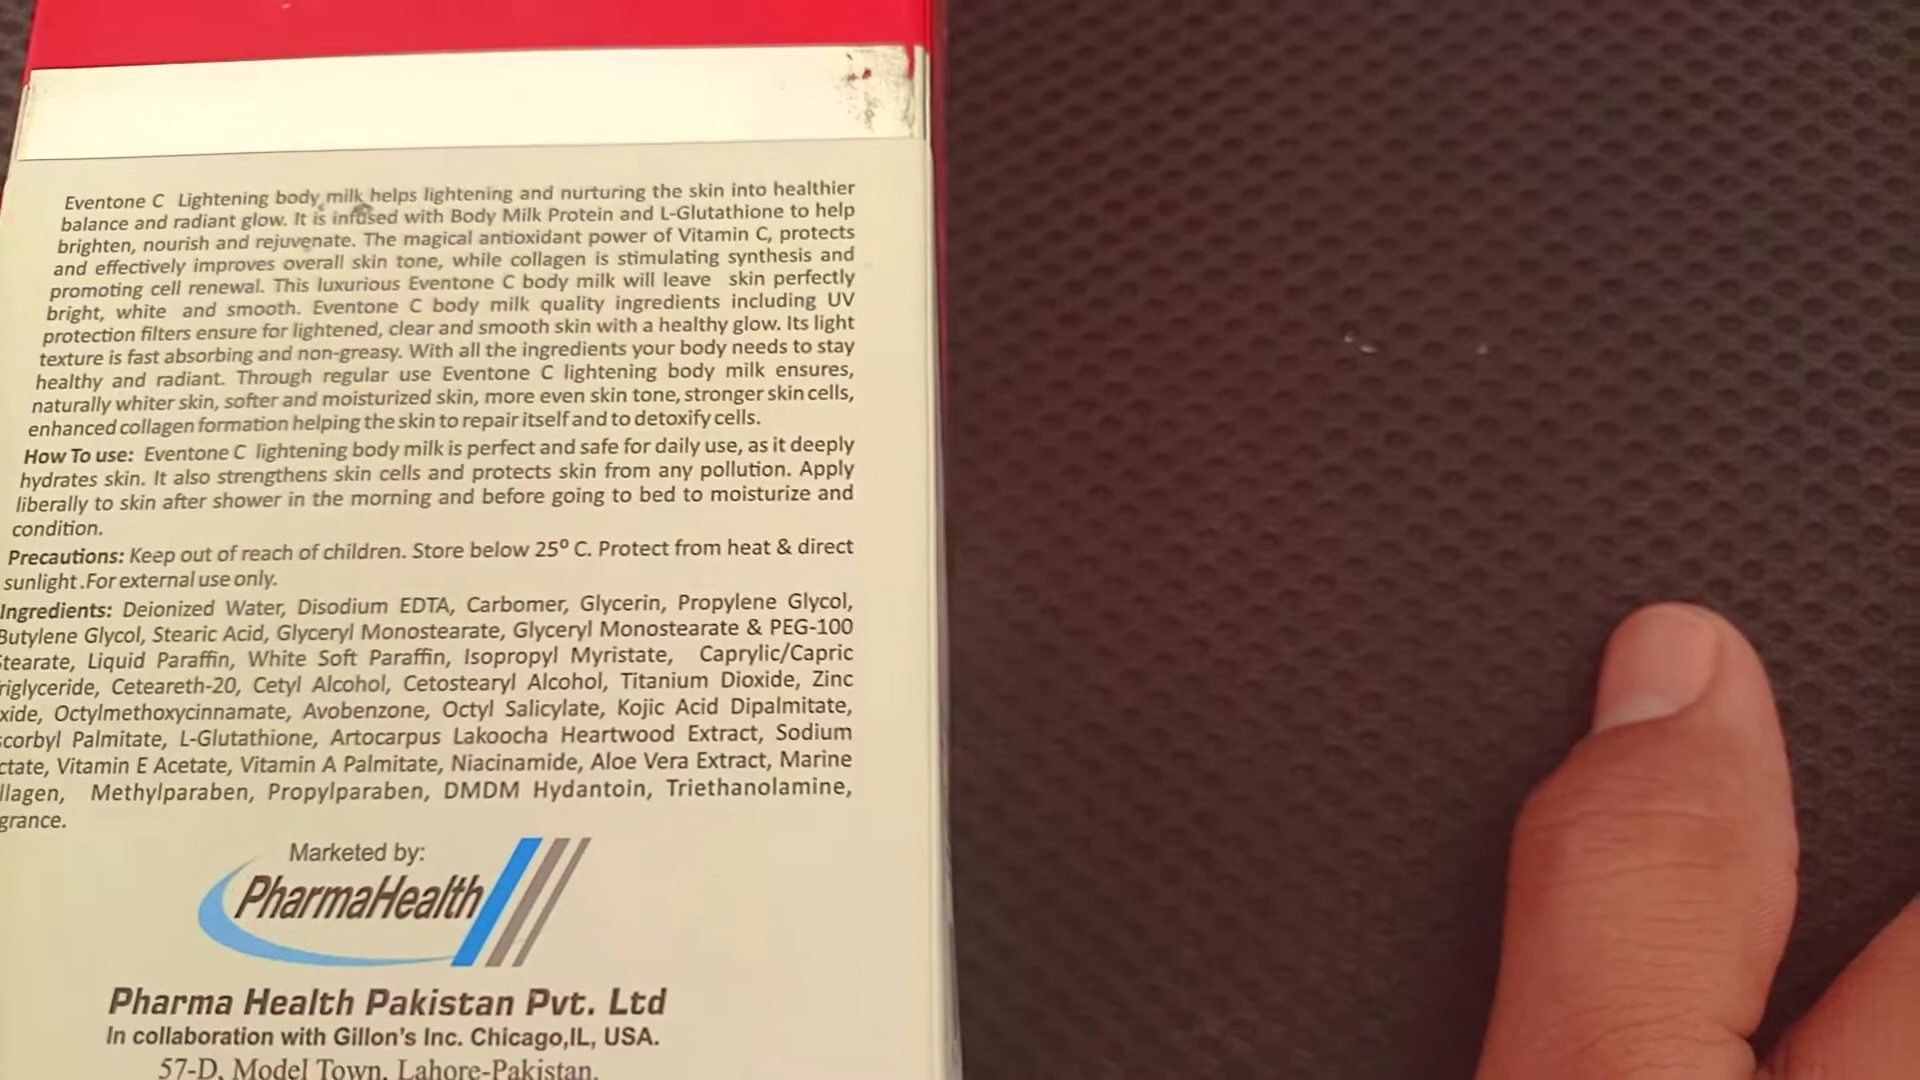 Eventone C Lightening body milk helps lightening and nurturing the skin into healthier
balance and radiant glow. It is infused with Body Milk Protein and L-Glutathione to help
brighten, nourish and rejuvenate. The magical antioxidant power of Vitamin C, protects
and effectively improves overall skin tone, while collagen is stimulating synthesis and
promoting cell renewal. This luxurious Eventone C body milk will leave skin perfectly
bright, white and smooth. Eventone C body milk quality ingredients including UV
protection filters ensure for lightened, clear and smooth skin with a healthy glow. Its light
texture is fast absorbing and non-greasy. With all the ingredients your body needs to stay
healthy and radiant. Through regular use Eventone C lightening body milk ensures,
naturally whiter skin, softer and moisturized skin, more even skin tone, stronger skin cells,
enhanced collagen formation helping the skin to repair itself and to detoxify cells.
How To use: Eventone C lightening body milk is perfect and safe for daily use, as it deeply
hydrates skin. It also strengthens skin cells and protects skin from any pollution. Apply
liberally to skin after shower in the morning and before going to bed to moisturize and
condition.
Precautions: Keep out of reach of children. Store below 25º C. Protect from heat & direct
sunlight .For external use only.
Ingredients: Deionized Water, Disodium EDTA, Carbomer, Glycerin, Propylene Glycol,
Butylene Glycol, Stearic Acid, Glyceryl Monostearate, Glyceryl Monostearate & PEG-100
tearate, Liquid Paraffin, White Soft Paraffin, Isopropyl Myristate, Caprylic/Capric
riglyceride, Ceteareth-20, Cetyl Alcohol, Cetostearyl Alcohol, Titanium Dioxide, Zinc
xide, Octylmethoxycinnamate, Avobenzone, Octyl Salicylate, Kojic Acid Dipalmitate,
scorbyl Palmitate, L-Glutathione, Artocarpus Lakoocha Heartwood Extract, Sodium
ctate, Vitamin E Acetate, Vitamin A Palmitate, Niacinamide, Aloe Vera Extract, Marine
llagen, Methylparaben, Propylparaben, DMDM Hydantoin, Triethanolamine,
grance.
Marketed by:
PharmaHealth
Pharma Health Pakistan Pvt. Ltd
In collaboration with Gillon's Inc. Chicago,IL, USA.
57-D, Model Town, Lahore-Pakistan.